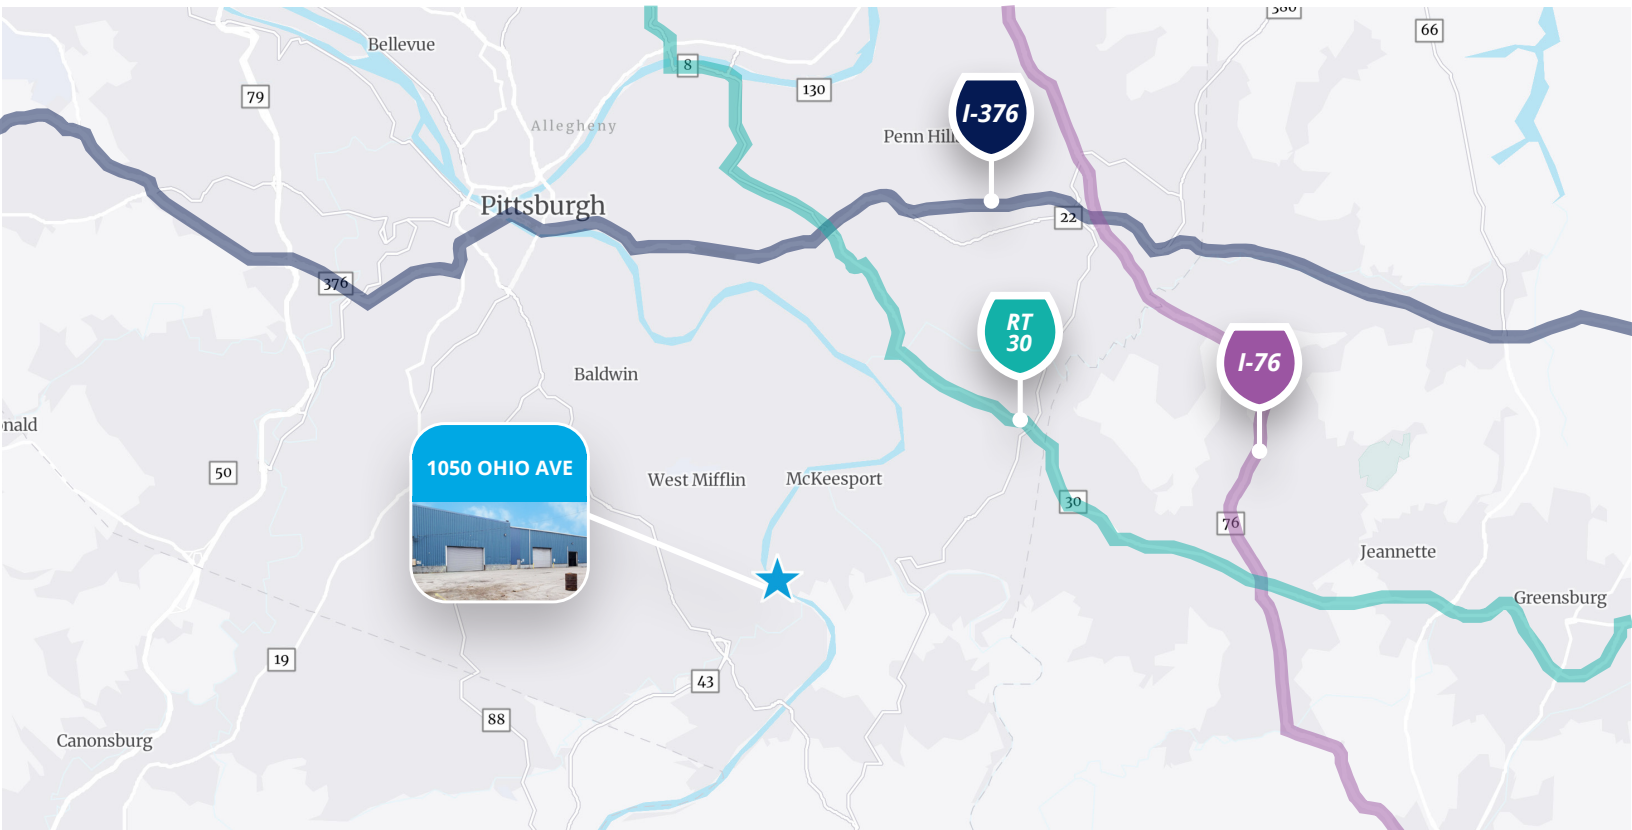 380
66
Bellevue
8
79
130
I-376
Allegheny
Penn Hill
Pittsburgh
22
376
RT
30
I-76
Baldwin
nald
1050 OHIO AVE
50
West Mifflin
McKeesport
30
76
Jeannette
Greensburg
19
43
88
Canonsburg